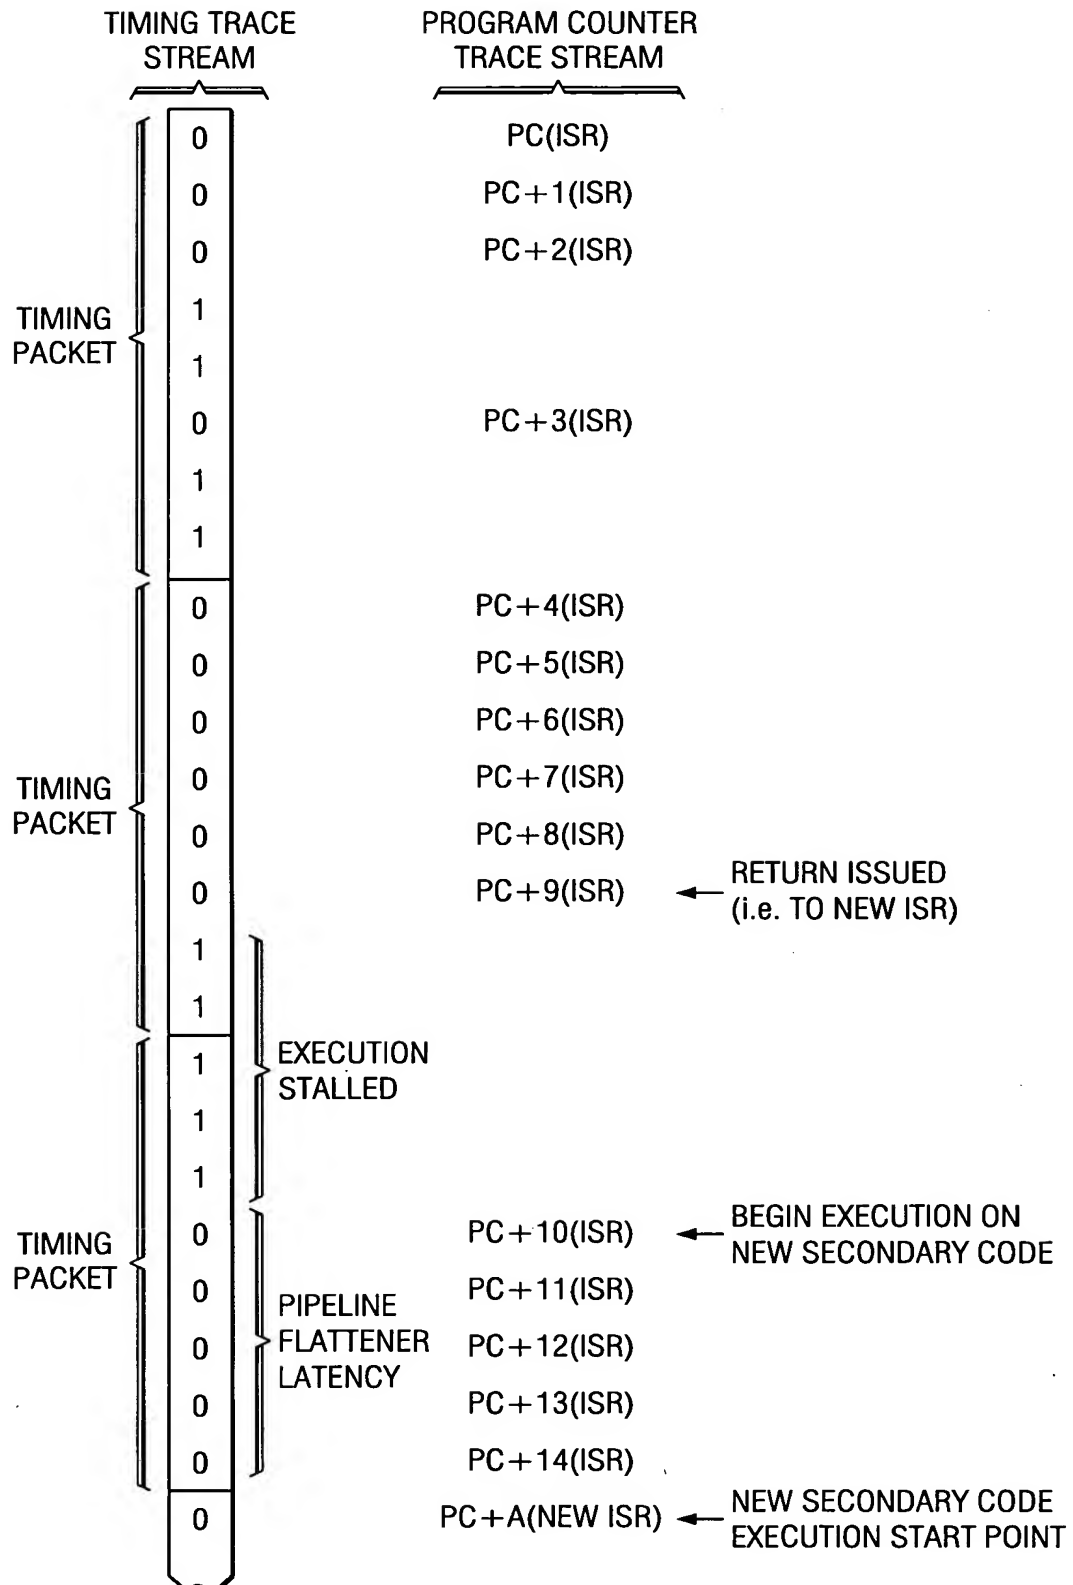 TIMING TRACE
STREAM
PROGRAM COUNTER
TRACE STREAM
0 PC(ISR)
0 PC+1(ISR)
0 PC+2(ISR)
1
TIMING
PACKET
1
0 PC+3(ISR)
1
1
0 PC+4(ISR)
0 PC+5(ISR)
0 PC+6(ISR)
0 PC+7(ISR)
TIMING
PACKET
0 PC+8(ISR)
0 PC+9(ISR)
RETURN ISSUED
(i.e. TO NEW ISR)
1
1
1
EXECUTION
STALLED
1
1
0 PC+10(ISR)
BEGIN EXECUTION ON
NEW SECONDARY CODE
TIMING
PACKET
0 PC+11(ISR)
PIPELINE
FLATTENER
LATENCY
0 PC+12(ISR)
0 PC+13(ISR)
0 PC+14(ISR)
0 PC+A(NEW ISR)
NEW SECONDARY CODE
EXECUTION START POINT